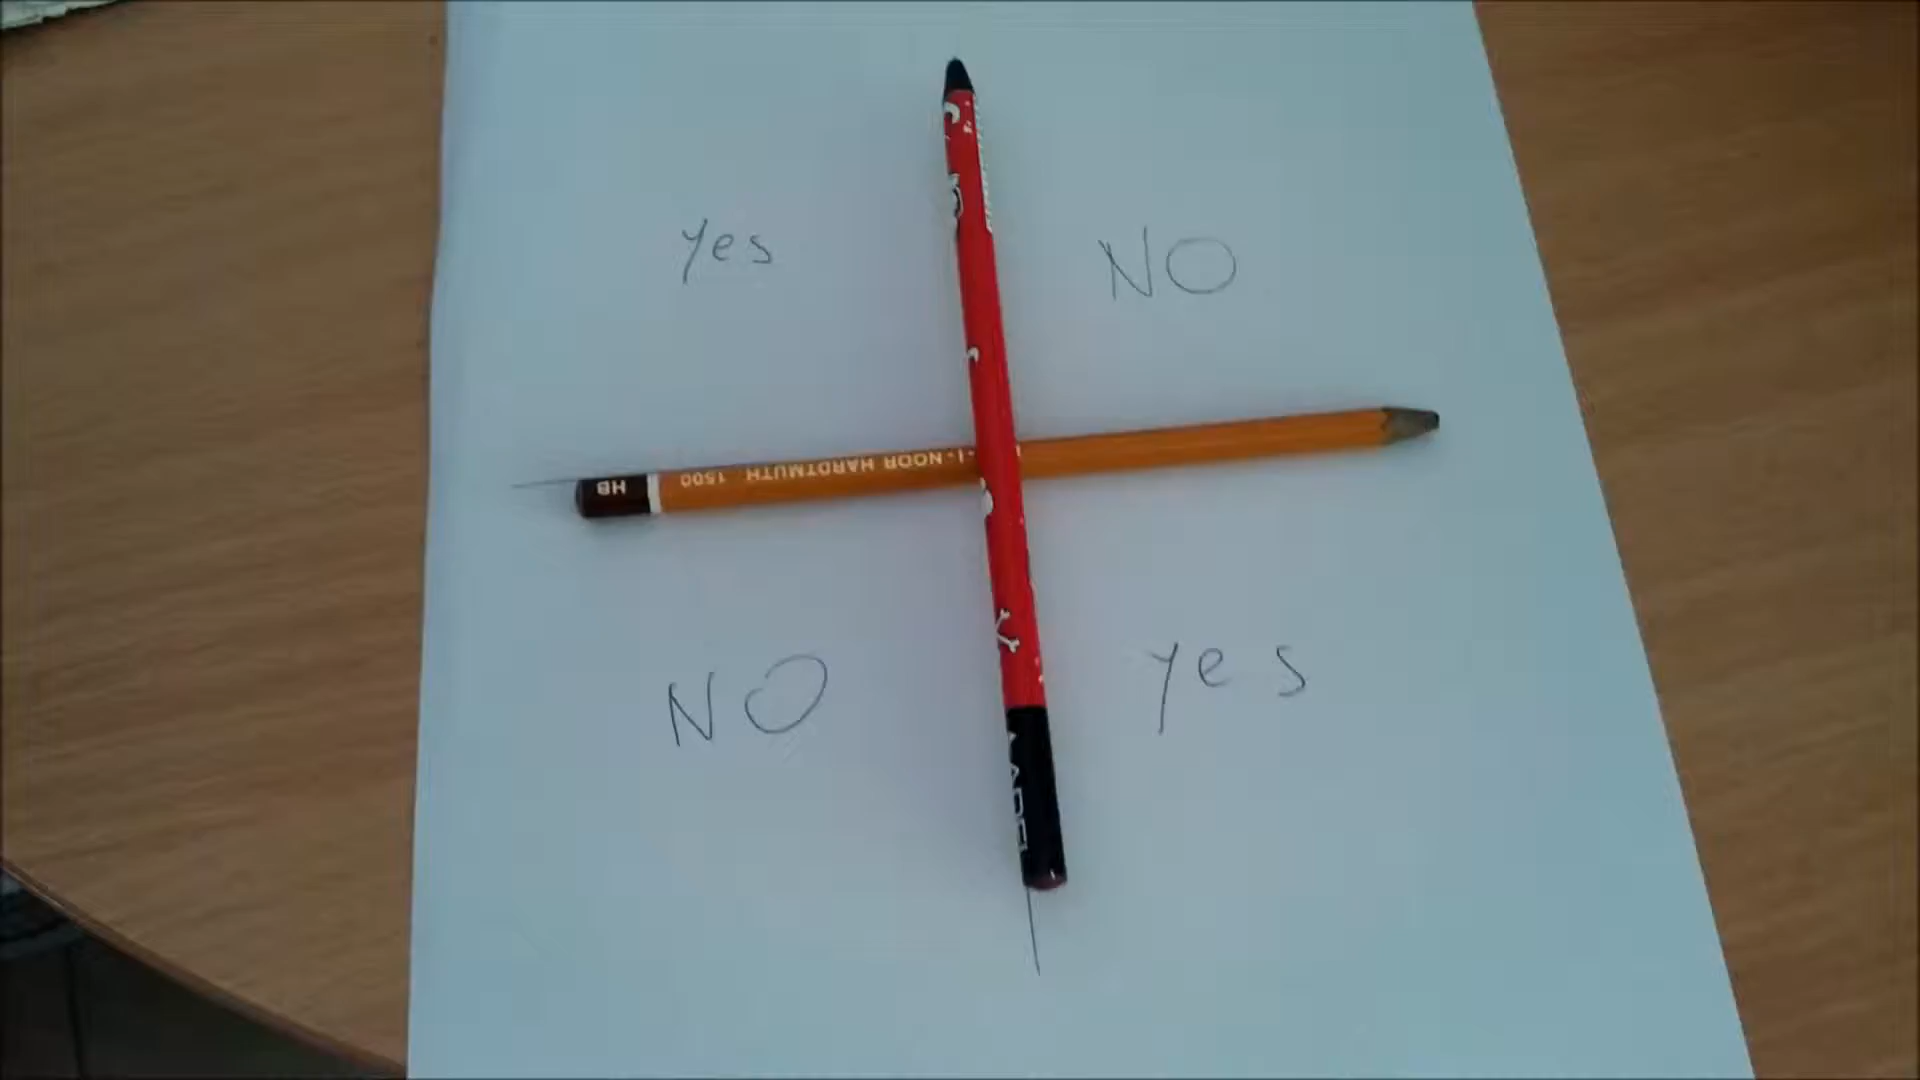 yes NO
HB 1500 HARDTMUTH NOOR
NO yes